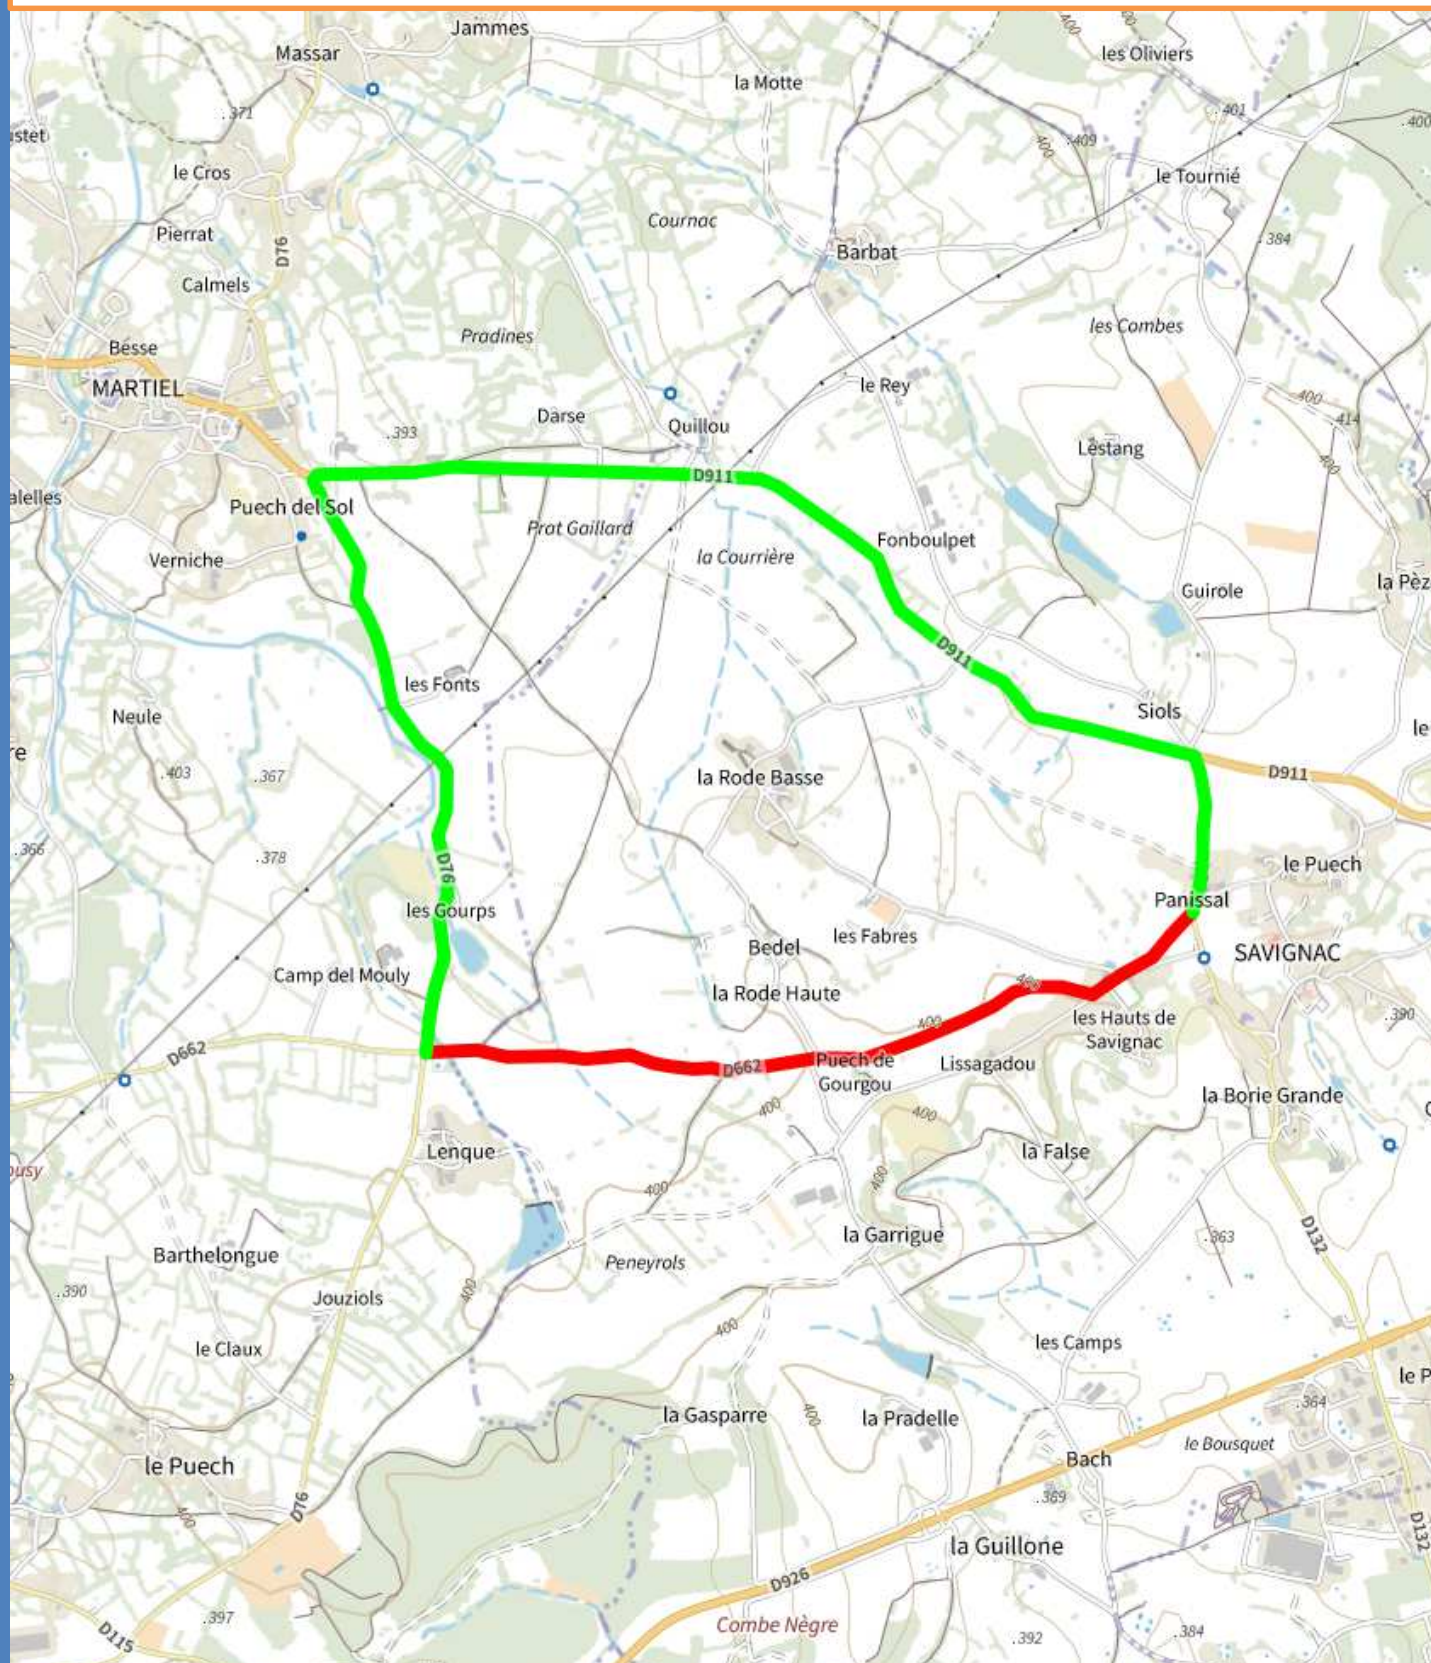 Jammes
Massar
la Motte
les Oliviers
400
400
.401
.371
.409
400
.400
le Cros
le Tournié
Cournac
Pierrat
D76
Barbat
.384
Calmels
Pradines
les Combes
Besse
MARTIEL
le Rey
400
Darse
Quillou
.414
.393
Lestang
400
D911
Puech del Sol
Prat Gaillard
Fonboulpet
Verniche
la Courrière
la Pèz
Guirole
D911
les Fonts
Neule
Siols
le
re
.403
.367
la Rode Basse
D911
.366
.378
D76
le Puech
Panissal
les Gourps
les Fabres
Bedel
SAVIGNAC
Camp del Mouly
la Rode Haute
400
400
les Hauts de
Savignac
.390
D662
D662
Puech de
Gourgou
Lissagadou
la Borie Grande
400
400
Lenque
la False
400
400
.363
D132
la Garrigue
Barthelongue
Peneyrols
.390
400
Jouziols
400
les Camps
le Claux
le P
.364
la Gasparre
400
la Pradelle
le Bousquet
Bach
le Puech
.369
D76
400
D132
la Guillone
D926
.397
Combe Nègre
D115
.392
.384